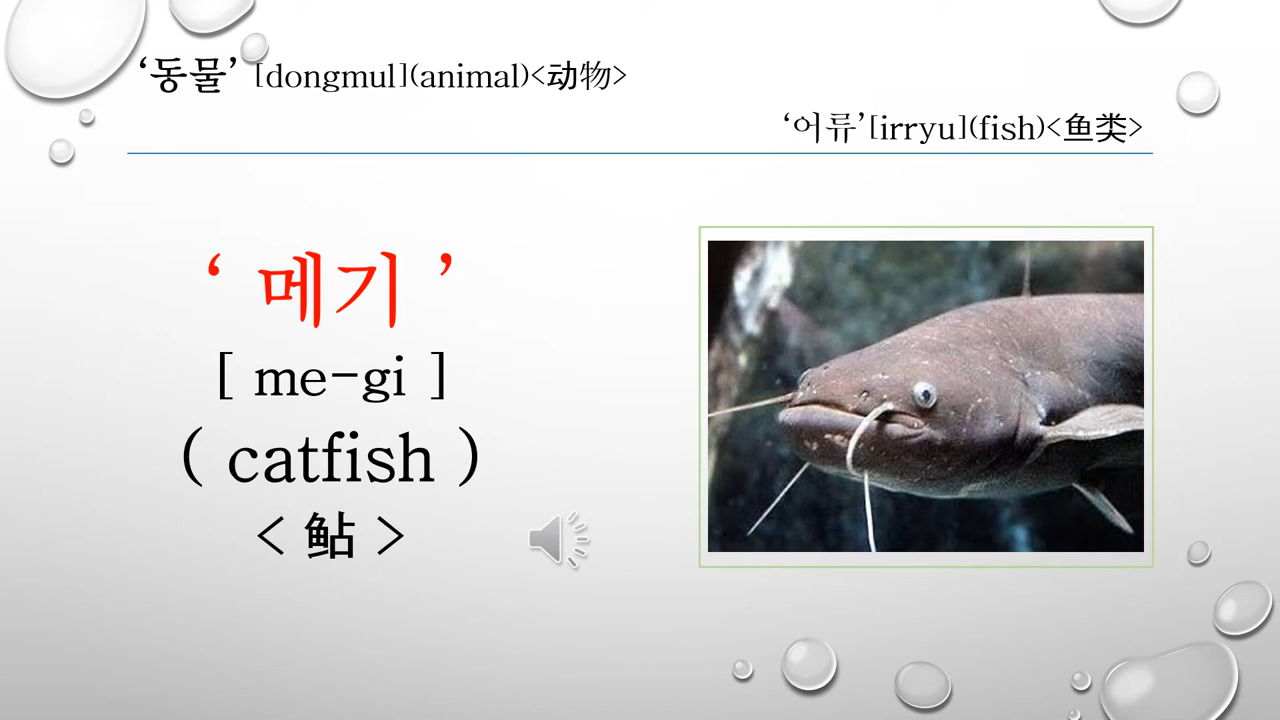 ‘동물’ [dongmul](animal)<动物>
‘어류’[irryu](fish)<鱼类>
‘ 메기 ’
[ me-gi ]
( catfish )
< 鲇 >